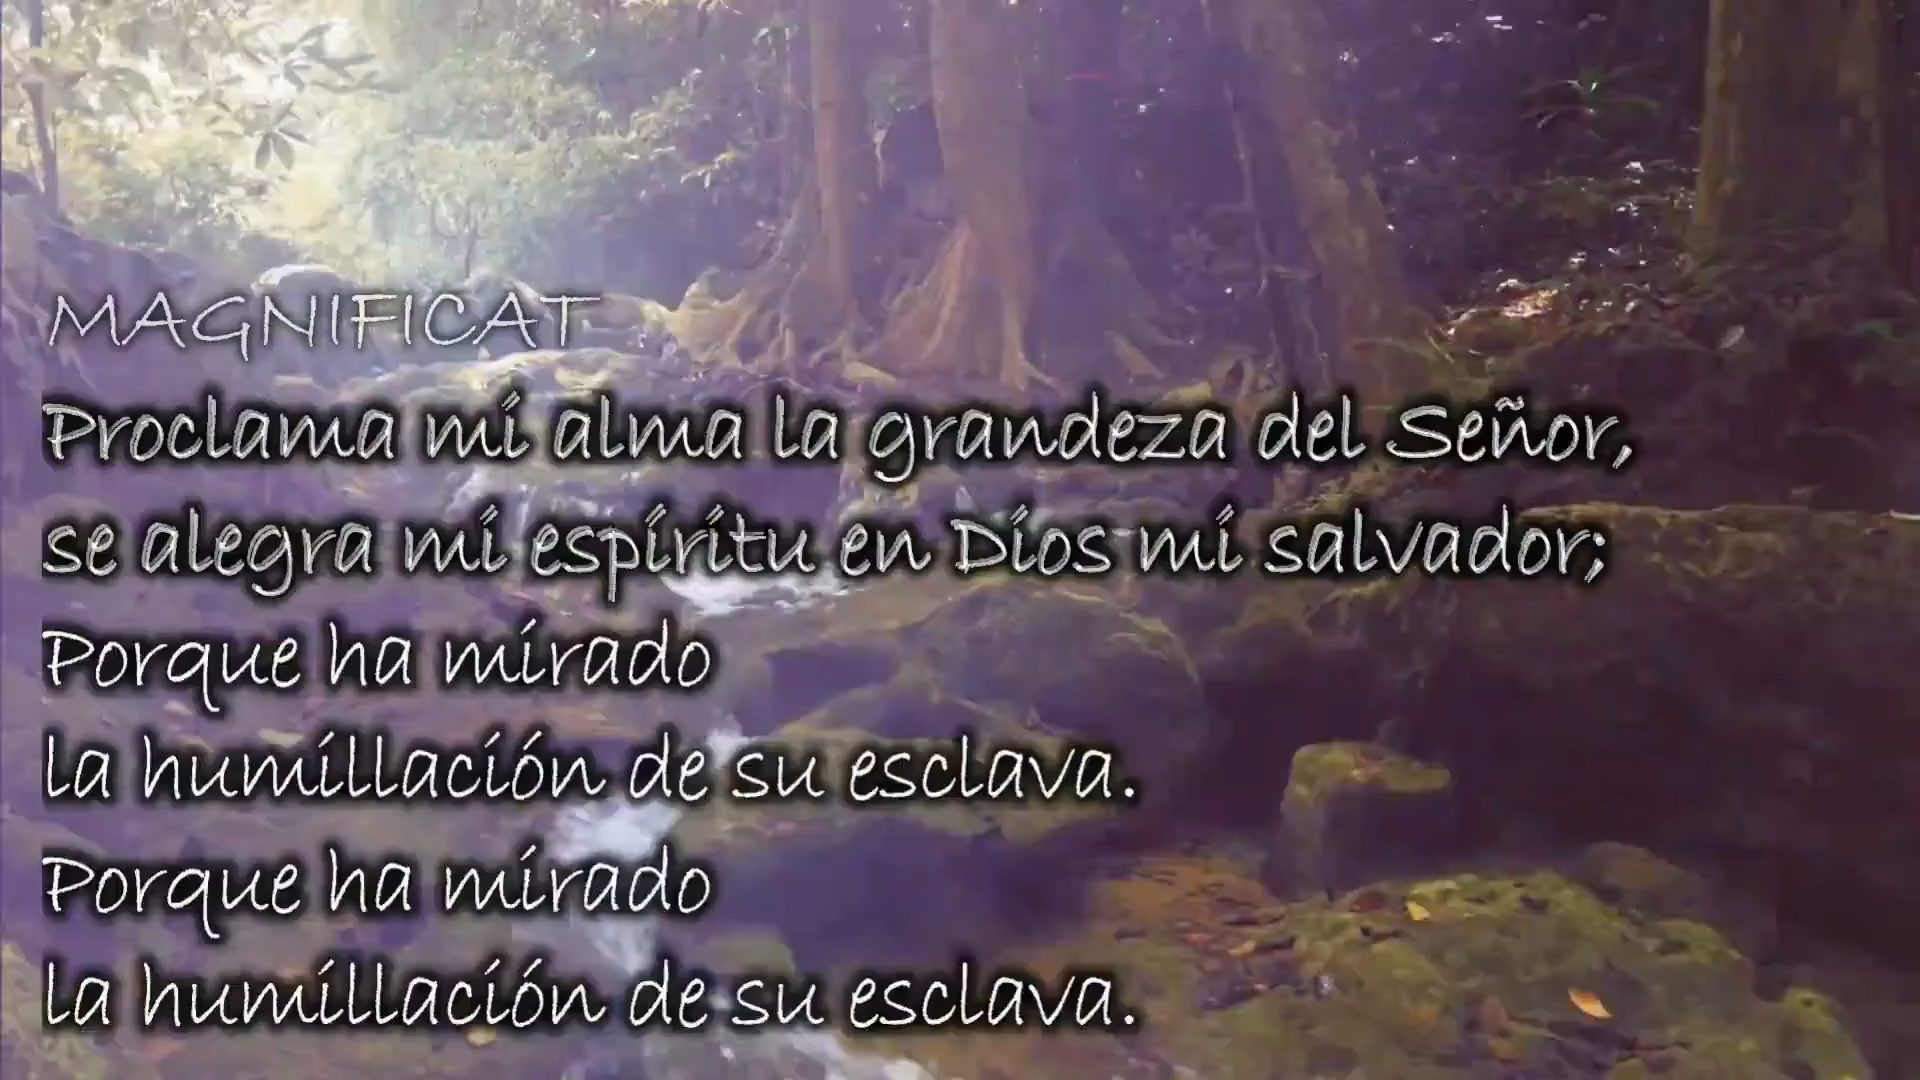 MAGNIFICAT
Proclama mi alma la grandeza del Señor,
se alegra mi espíritu en Dios mi salvador;
Porque ha mirado
la humillación de su esclava.
Porque ha mirado
la humillación de su esclava.